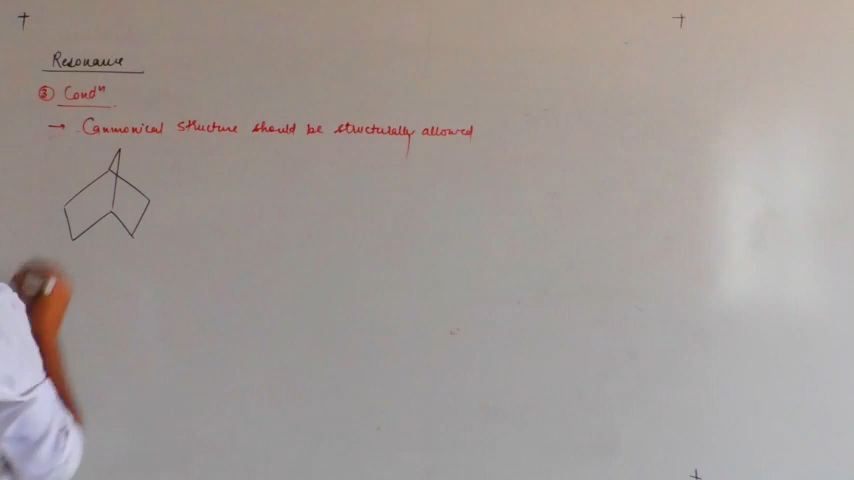 Resonance
③ Condⁿ
→ Cannonical structure should be structurally allowed